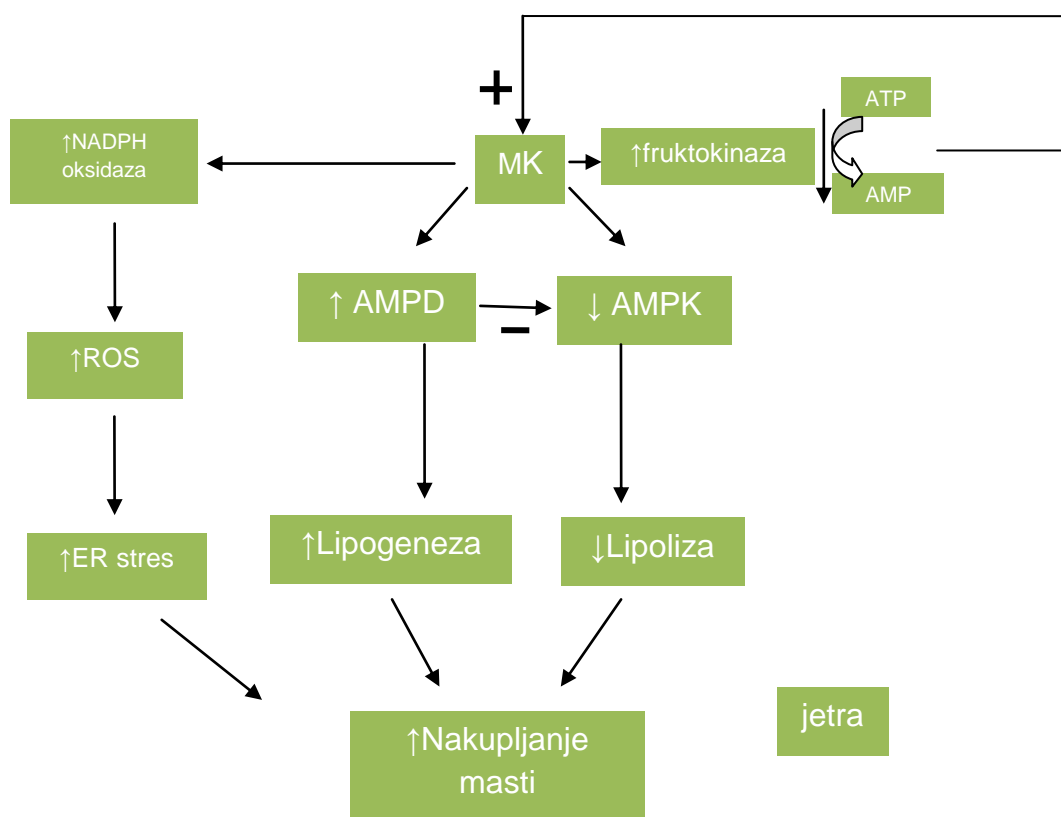 +
ATP
↑NADPH
oksidaza
MK
↑fruktokinaza
AMP
↑ AMPD
↓ AMPK
–
↑ROS
↑Lipogeneza
↓Lipoliza
↑ER stres
jetra
↑Nakupljanje
masti